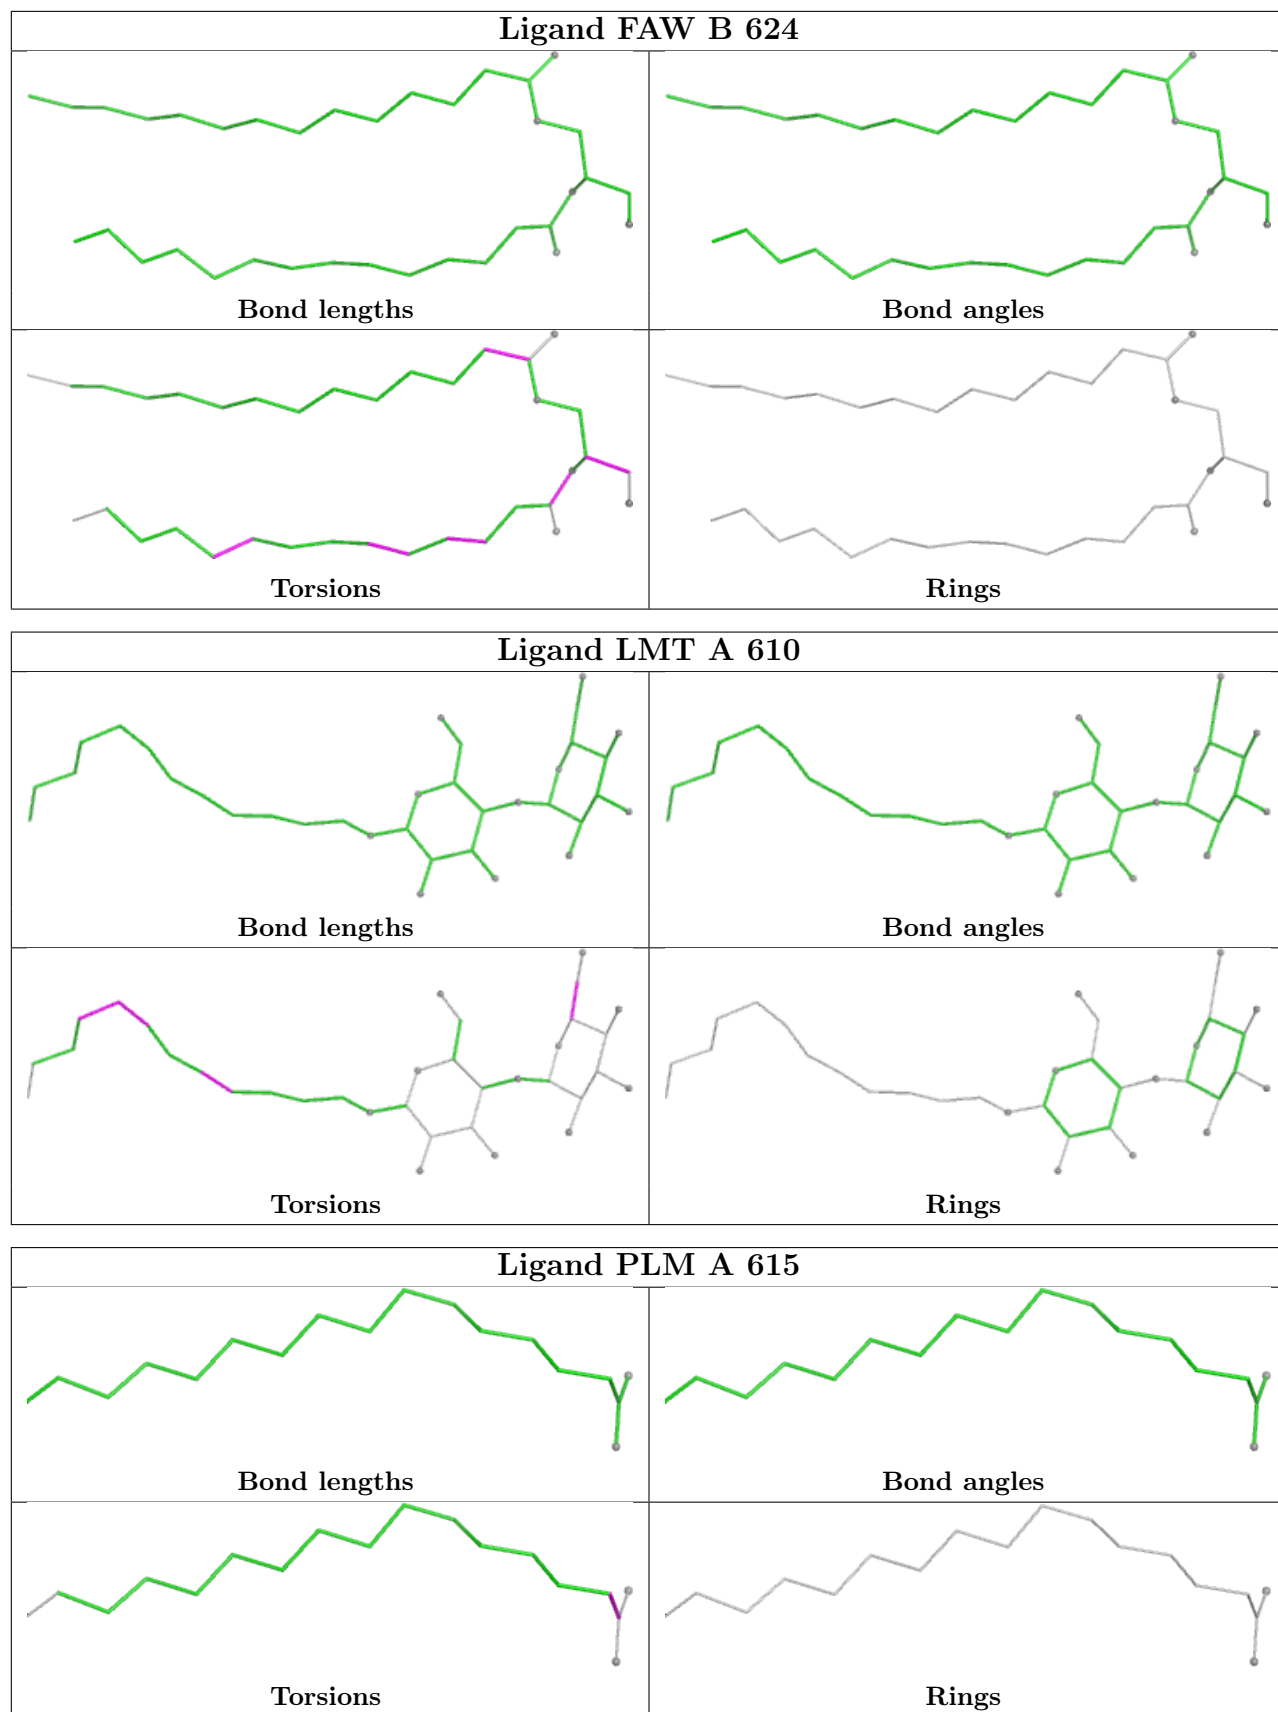 Ligand FAW B 624
Bond lengths
Bond angles
Torsions
Rings
Ligand LMT A 610
Bond lengths
Bond angles
Torsions
Rings
Ligand PLM A 615
Bond lengths
Bond angles
Torsions
Rings